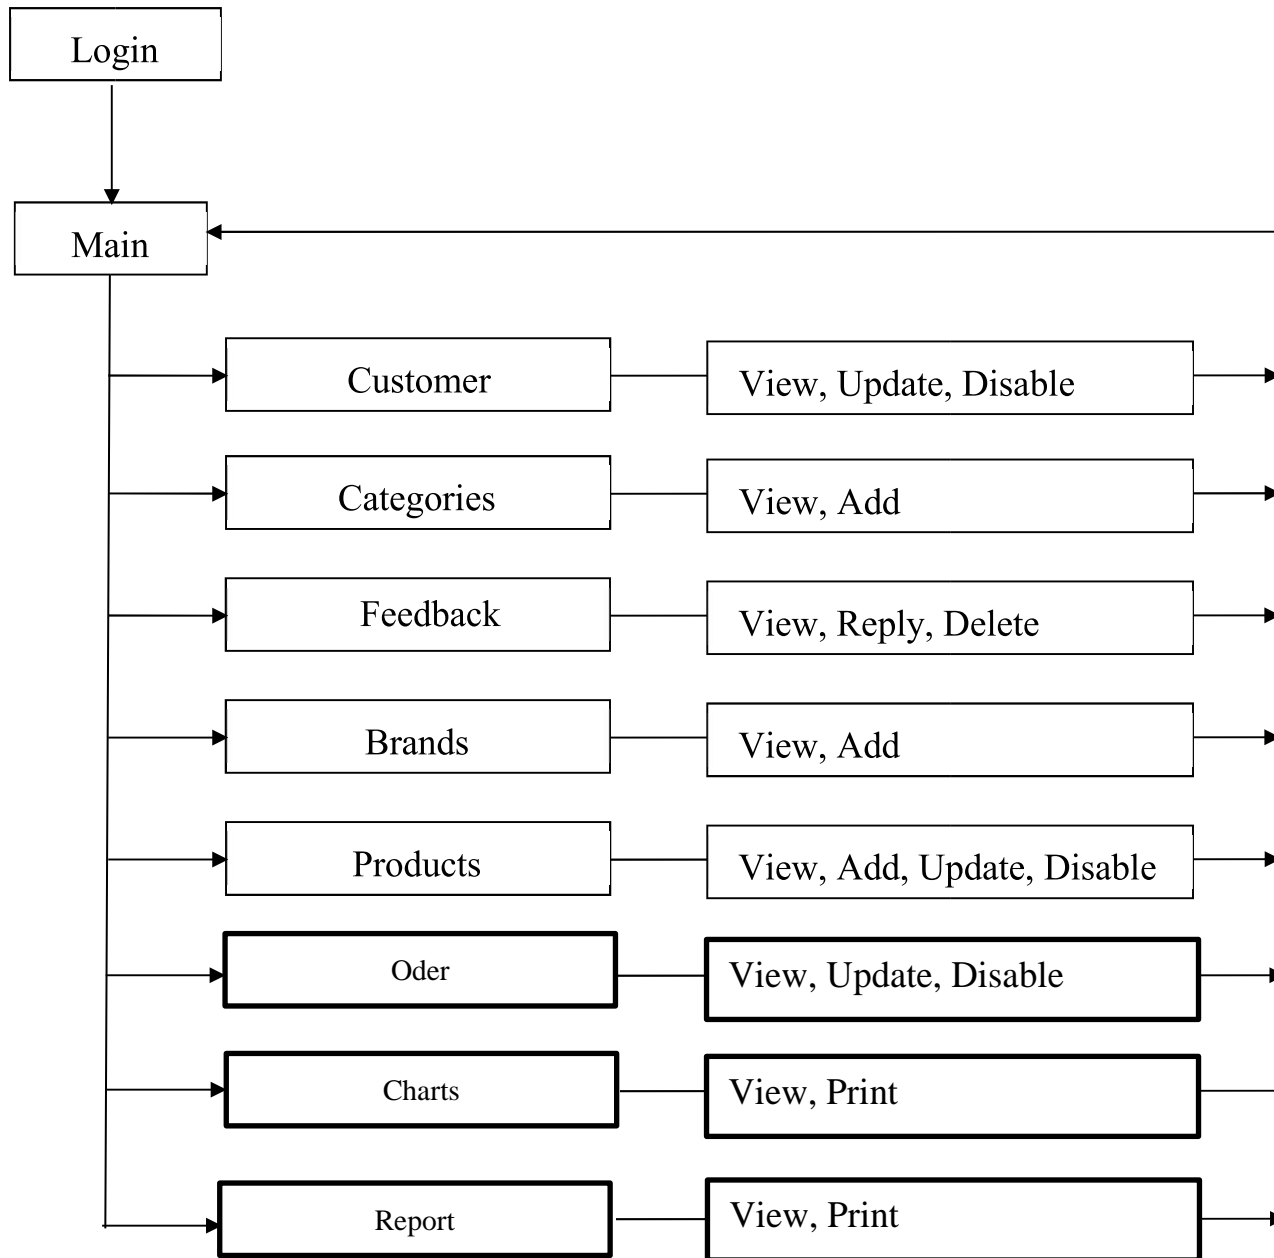 Login
Main
Customer
View, Update, Disable
Categories
View, Add
Feedback
View, Reply, Delete
Brands
View, Add
Products
View, Add, Update, Disable
Oder
View, Update, Disable
Charts
View, Print
Report
View, Print